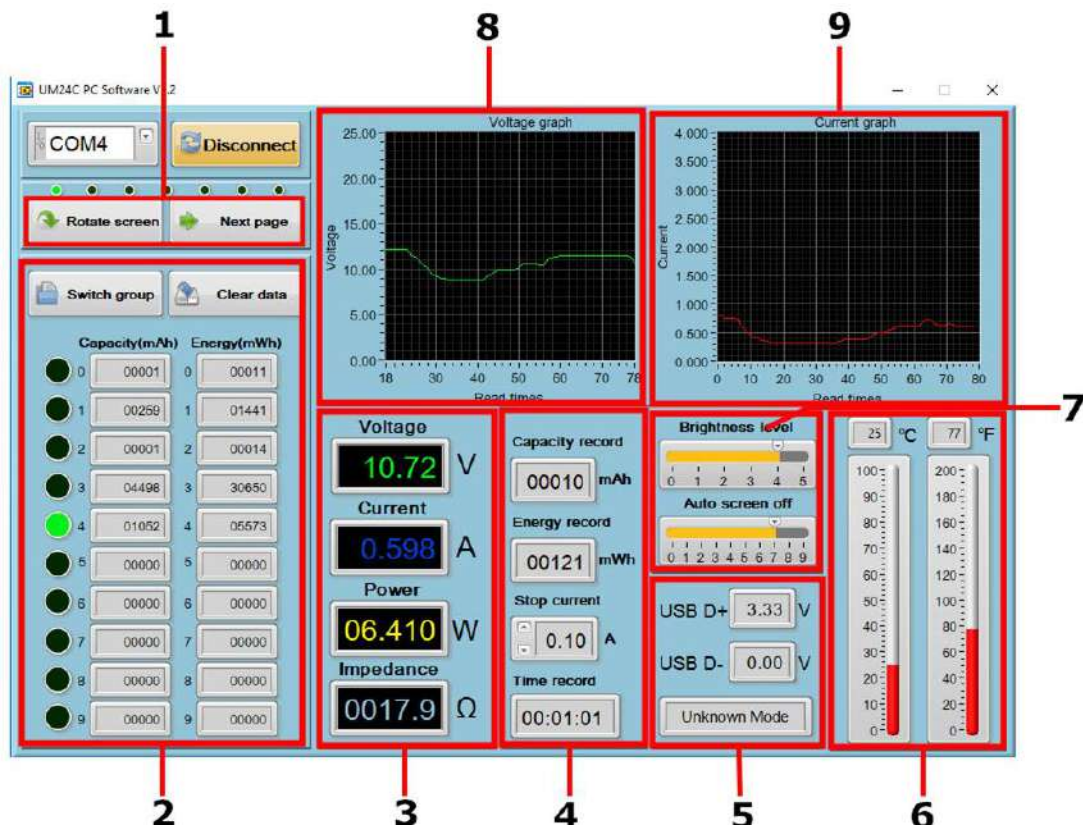 1
8
9
UM24C PC Software V .2
COM4
Disconnect
Rotate screen
Next page
Switch group
Clear data
Capacity(mAh) Energy(mWh)
0 00001 0 00011
1 00259 1 01441
2 00001 2 00014
3 04498 3 30650
4 01052 4 05573
5 00000 5 00000
6 00000 6 00000
7 00000 7 00000
8 00000 8 00000
9 00000 9 00000
Voltage graph
Voltage
25.00
20.00
15.00
10.00
5.00
0.00
18 30 40 50 60 70 78
Read times
Current graph
Current
4.000
3.500
3.000
2.500
2.000
1.500
1.000
0.500
0.000
0 10 20 30 40 50 60 70 80
Read times
Voltage
10.72 V
Current
0.598 A
Power
06.410 W
Impedance
0017.9 Ω
Capacity record
00010 mAh
Energy record
00121 mWh
Stop current
0.10 A
Time record
00:01:01
7
Brightness level
0 1 2 3 4 5
Auto screen off
0 1 2 3 4 5 6 7 8 9
USB D+ 3.33 V
USB D- 0.00 V
Unknown Mode
25 °C 77 °F
100
90
80
70
60
50
40
30
20
10
0
200
180
160
140
120
100
80
60
40
20
0
2
3
4
5
6